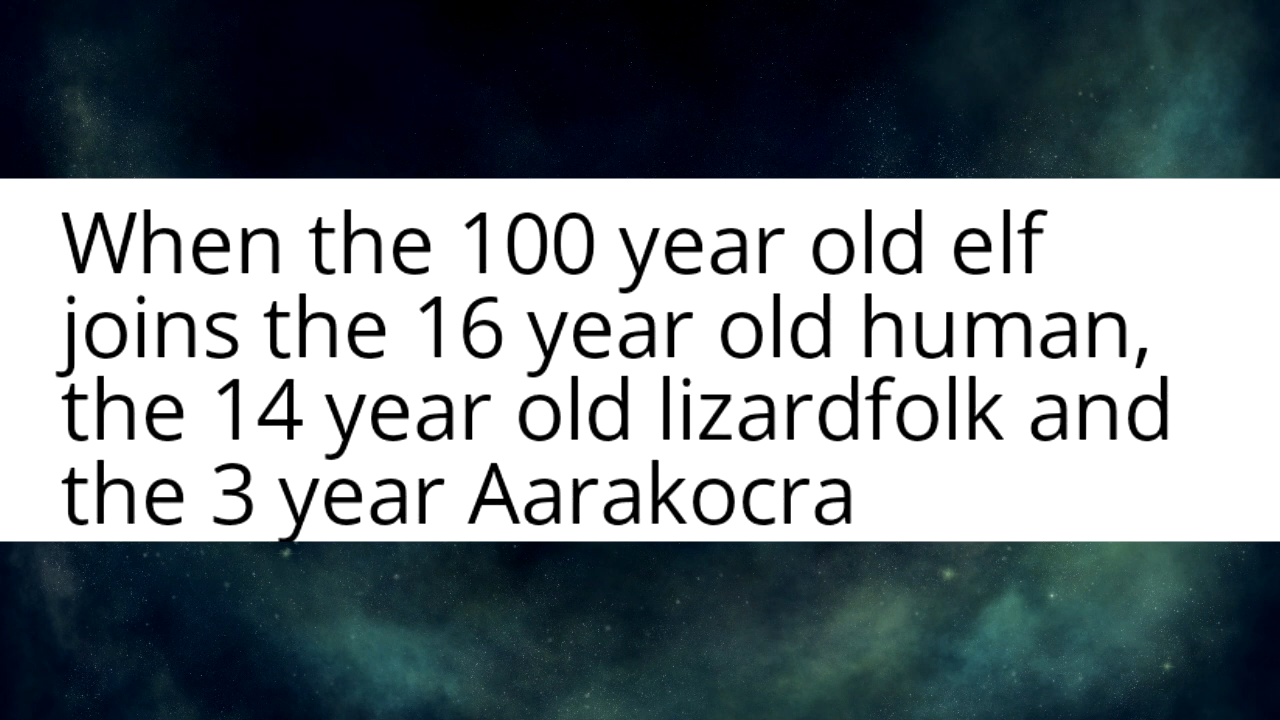 When the 100 year old elf
joins the 16 year old human,
the 14 year old lizardfolk and
the 3 year Aarakocra